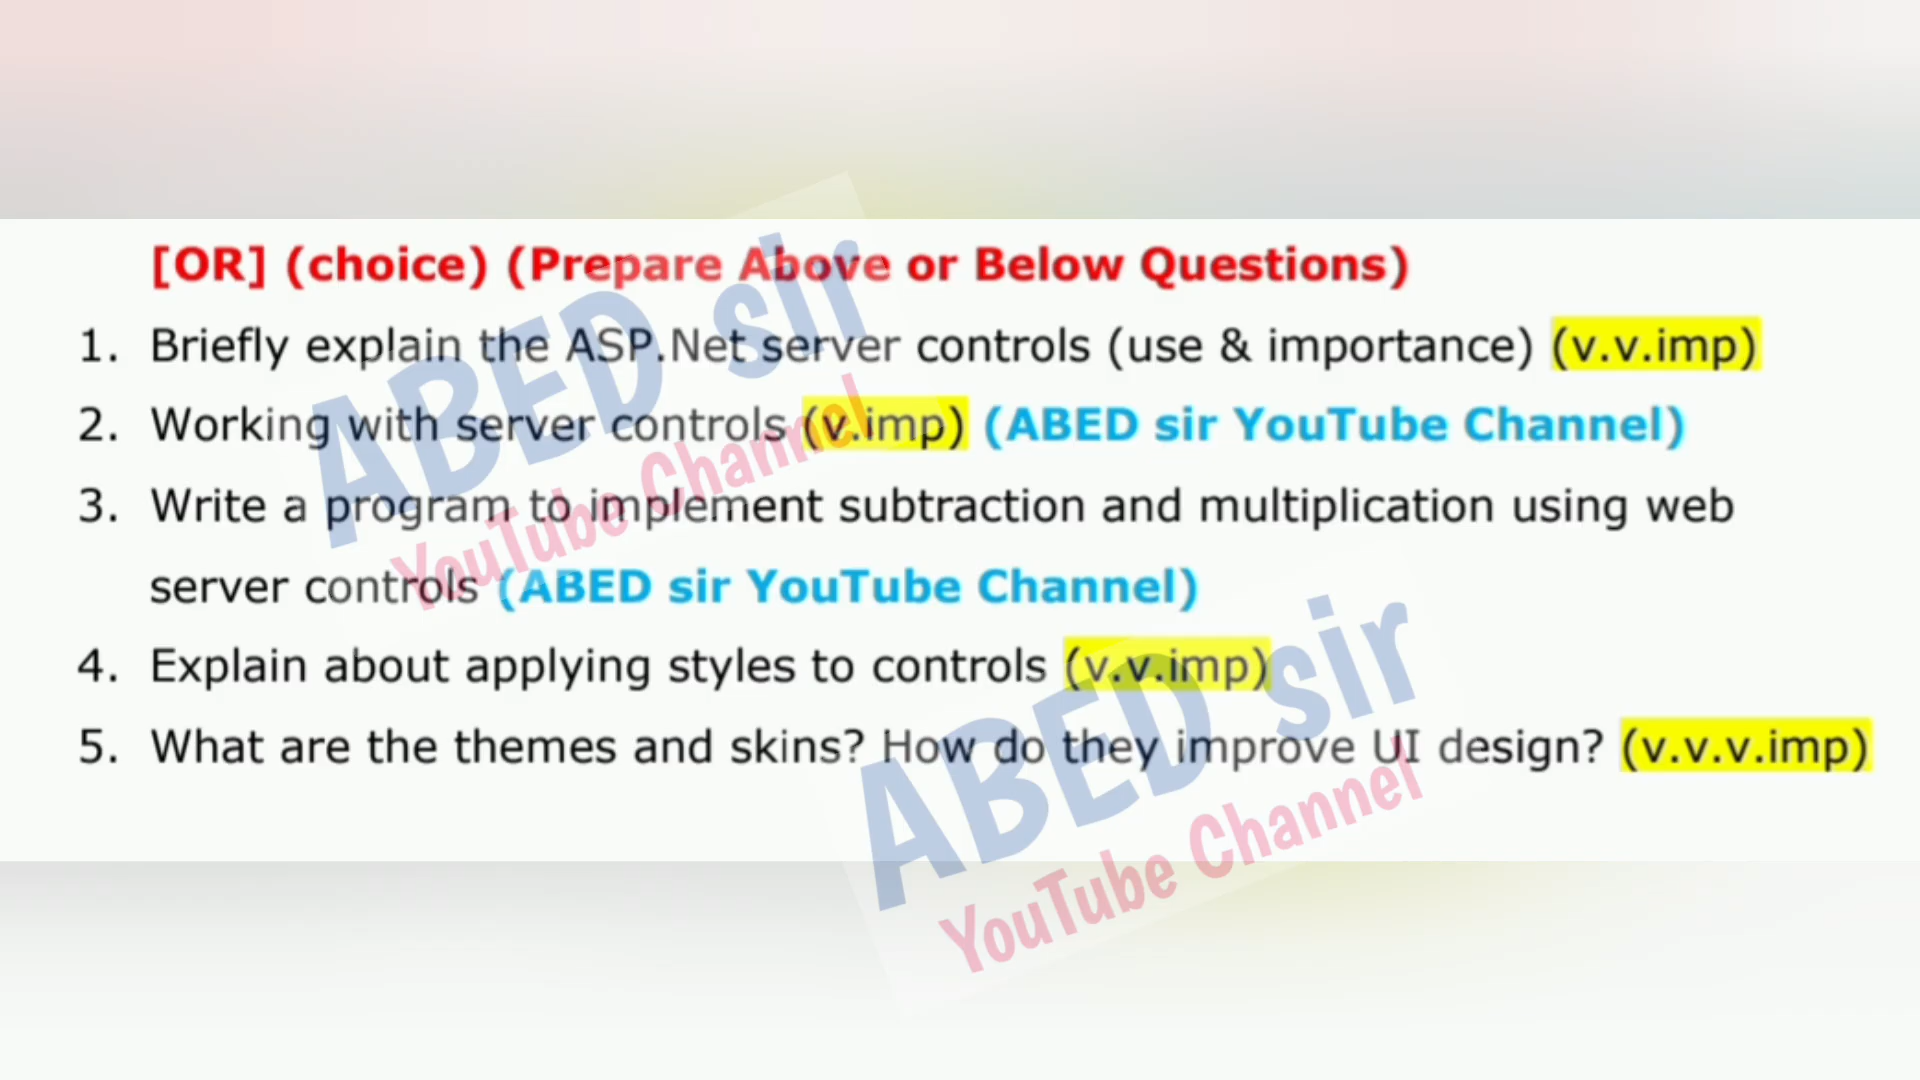 [OR] (choice) (Prepare Above or Below Questions)
1. Briefly explain the ASP.Net server controls (use & importance) (v.v.imp)
2. Working with server controls (v.imp) (ABED sir YouTube Channel)
3. Write a program to implement subtraction and multiplication using web
server controls (ABED sir YouTube Channel)
4. Explain about applying styles to controls (v.v.imp)
5. What are the themes and skins? How do they improve UI design? (v.v.v.imp)
ABED sir
YouTube Channel
ABED sir
YouTube Channel